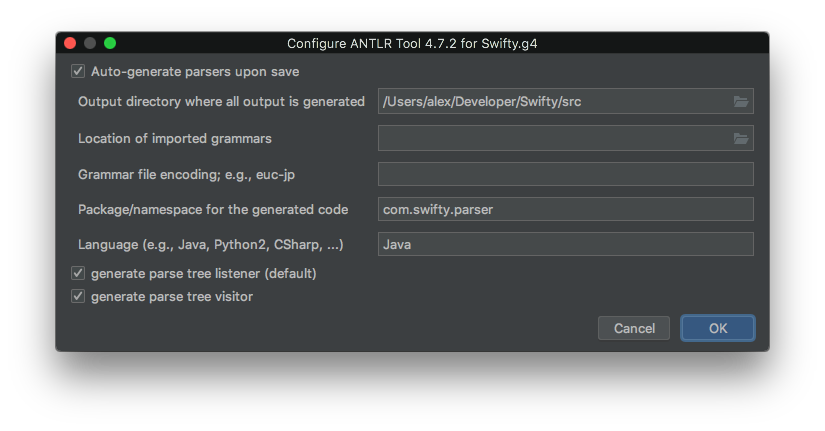 Configure ANTLR Tool 4.7.2 for Swifty.g4
Auto-generate parsers upon save
Output directory where all output is generated /Users/alex/Developer/Swifty/src
Location of imported grammars
Grammar file encoding; e.g., euc-jp
Package/namespace for the generated code com.swifty.parser
Language (e.g., Java, Python2, CSharp, ...) Java
generate parse tree listener (default)
generate parse tree visitor
Cancel OK